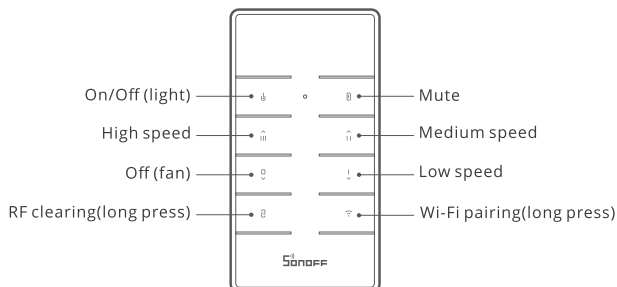 On/Off (light)
Mute
High speed
Medium speed
Off (fan)
Low speed
RF clearing(long press)
Wi-Fi pairing(long press)
SONOFF